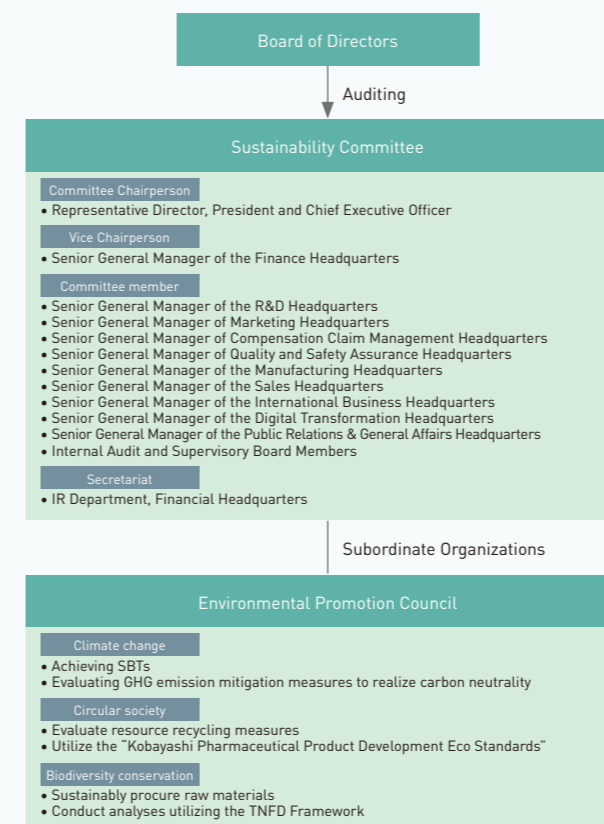 Board of Directors
Auditing
Sustainability Committee
Committee Chairperson
• Representative Director, President and Chief Executive Officer
Vice Chairperson
• Senior General Manager of the Finance Headquarters
Committee member
• Senior General Manager of the R&D Headquarters
• Senior General Manager of Marketing Headquarters
• Senior General Manager of Compensation Claim Management Headquarters
• Senior General Manager of Quality and Safety Assurance Headquarters
• Senior General Manager of the Manufacturing Headquarters
• Senior General Manager of the Sales Headquarters
• Senior General Manager of the International Business Headquarters
• Senior General Manager of the Digital Transformation Headquarters
• Senior General Manager of the Public Relations & General Affairs Headquarters
• Internal Audit and Supervisory Board Members
Secretariat
• IR Department, Financial Headquarters
Subordinate Organizations
Environmental Promotion Council
Climate change
• Achieving SBTs
• Evaluating GHG emission mitigation measures to realize carbon neutrality
Circular society
• Evaluate resource recycling measures
• Utilize the “Kobayashi Pharmaceutical Product Development Eco Standards”
Biodiversity conservation
• Sustainably procure raw materials
• Conduct analyses utilizing the TNFD Framework